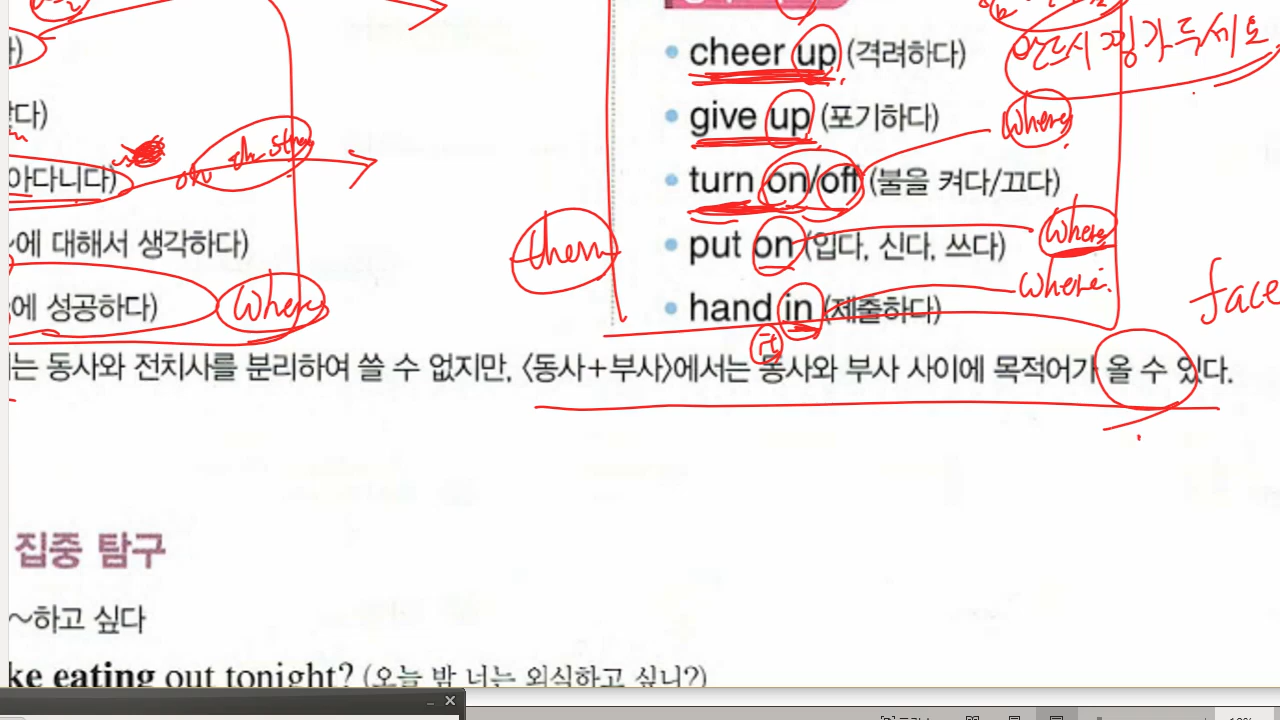 cheer up (격려하다)
give up (포기하다)
where
turn on/off (불을 켜다/끄다)
아다니다)
them
put on (입다, 신다, 쓰다)
where
~에 대해서 생각하다)
hand in (제출하다)
where
face
에 성공하다)
where
it
는 동사와 전치사를 분리하여 쓸 수 없지만, <동사+부사>에서는 동사와 부사 사이에 목적어가 올 수 있다.
집중 탐구
~하고 싶다
ke eating out tonight? (오늘 밤 너는 외식하고 싶니?)